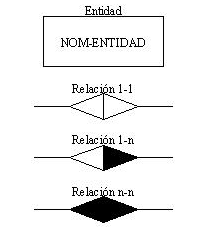 Entidad
NOM-ENTIDAD
Relación 1-1
Relación 1-n
Relación n-n